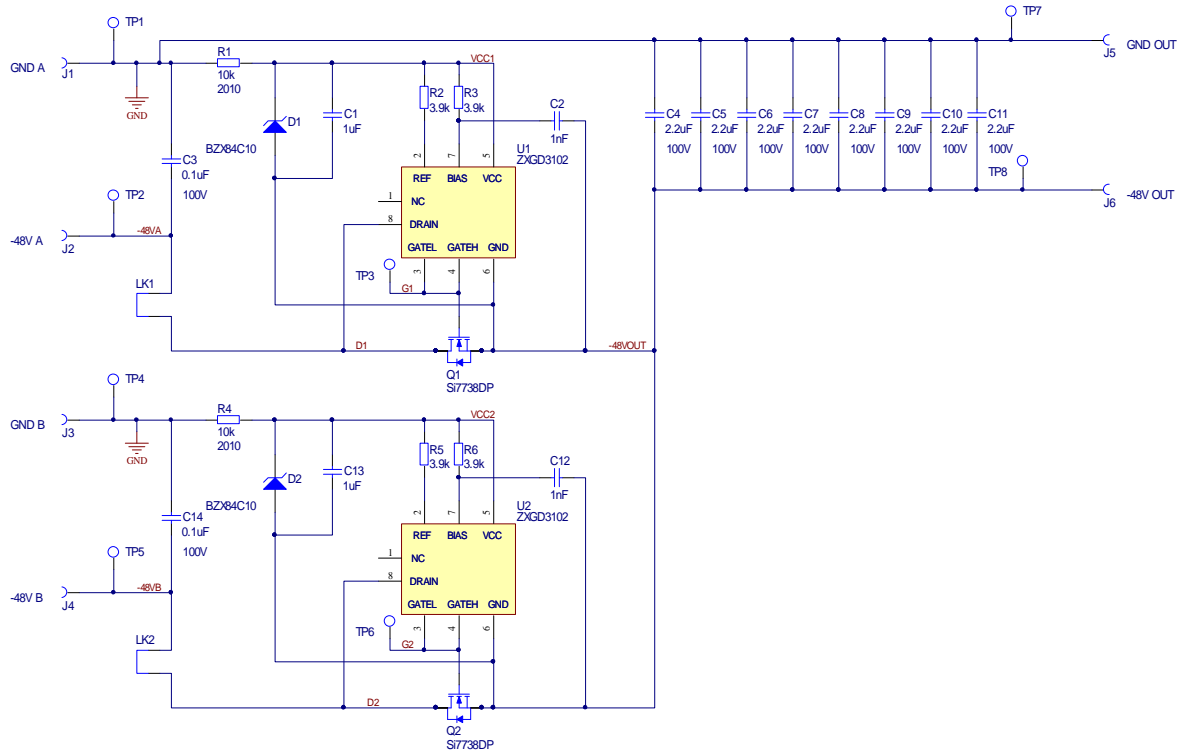 TP1
TP7
GND A
J1
R1
10k
2010
VCC1
GND OUT
J5
GND
D1
BZX84C10
C1
1uF
R2
3.9k
R3
3.9k
C2
1nF
C3
0.1uF
100V
U1
ZXGD3102
2
7
5
REF BIAS VCC
1
NC
8
DRAIN
GATEL GATEH GND
3
4
6
C4
2.2uF
100V
C5
2.2uF
100V
C6
2.2uF
100V
C7
2.2uF
100V
C8
2.2uF
100V
C9
2.2uF
100V
C10
2.2uF
100V
C11
2.2uF
100V
TP8
-48V OUT
J6
TP2
-48V A
J2
-48VA
TP3
G1
LK1
D1
-48VOUT
Q1
Si7738DP
TP4
GND B
J3
R4
10k
2010
VCC2
GND
D2
BZX84C10
C13
1uF
R5
3.9k
R6
3.9k
C12
1nF
C14
0.1uF
100V
U2
ZXGD3102
2
7
5
REF BIAS VCC
1
NC
8
DRAIN
GATEL GATEH GND
3
4
6
TP5
-48V B
J4
-48VB
TP6
G2
LK2
D2
Q2
Si7738DP